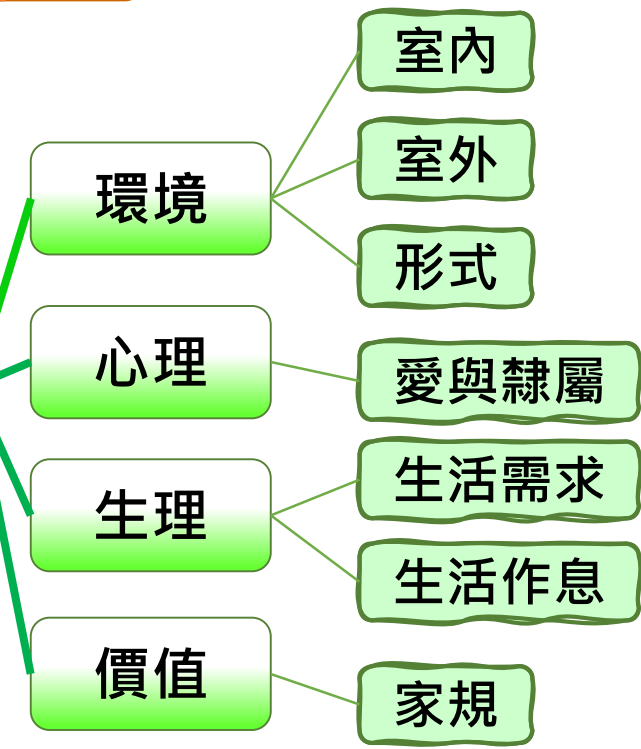 環境
室內
室外
形式
心理
愛與隸屬
生理
生活需求
生活作息
價值
家規